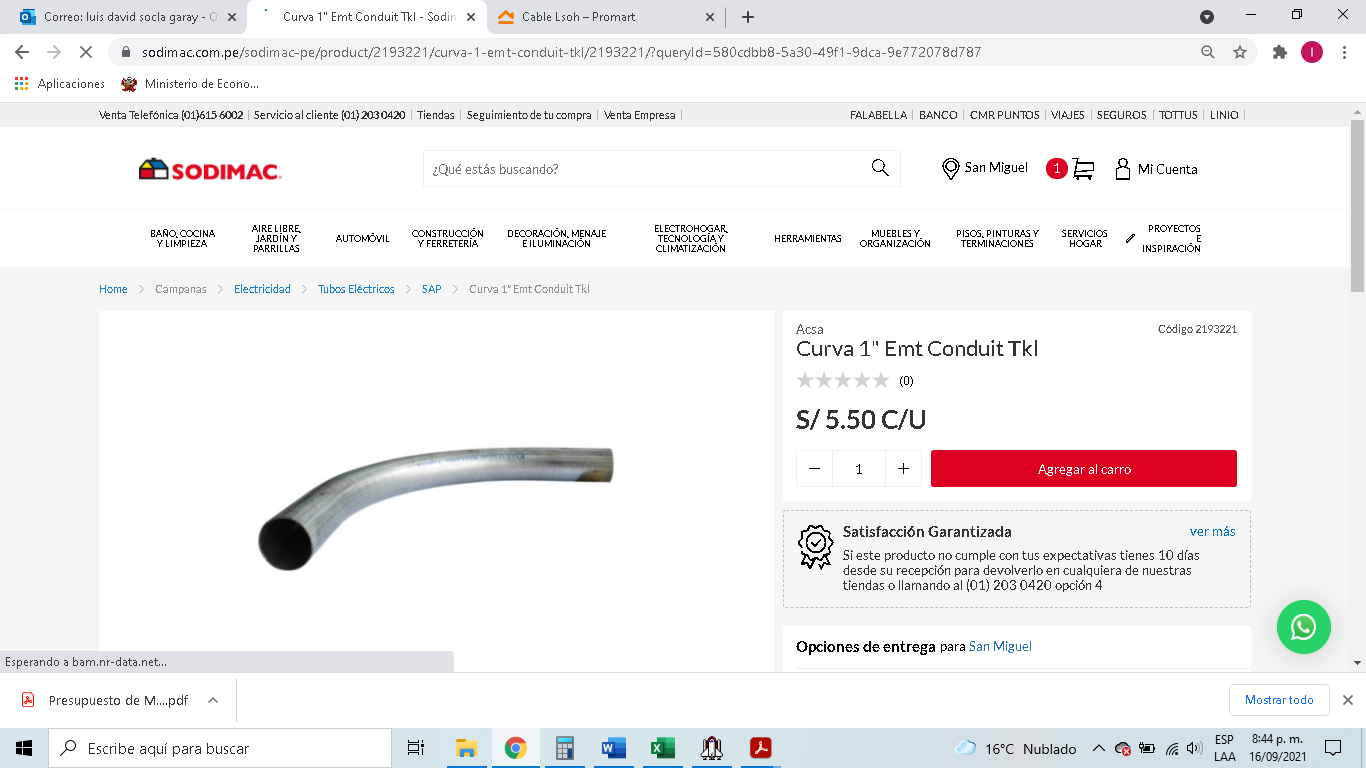 Correo: luis david socla garay - O
Curva 1" Emt Conduit Tkl - Sodim
Cable Lsoh – Promart
sodimac.com.pe/sodimac-pe/product/2193221/curva-1-emt-conduit-tkl/2193221/?queryId=580cdbb8-5a30-49f1-9dca-9e772078d787
I
Aplicaciones
Ministerio de Econo...
Venta Telefónica (01)615 6002
Servicio al cliente (01) 203 0420
Tiendas
Seguimiento de tu compra
Venta Empresa
FALABELLA
BANCO
CMR PUNTOS
VIAJES
SEGUROS
TOTTUS
LINIO
SODIMAC
¿Qué estás buscando?
San Miguel
1
Mi Cuenta
BAÑO, COCINA
Y LIMPIEZA
AIRE LIBRE,
JARDÍN Y
PARRILLAS
AUTOMÓVIL
CONSTRUCCIÓN
Y FERRETERÍA
DECORACIÓN, MENAJE
E ILUMINACIÓN
ELECTROHOGAR,
TECNOLOGÍA Y
CLIMATIZACIÓN
HERRAMIENTAS
MUEBLES Y
ORGANIZACIÓN
PISOS, PINTURAS Y
TERMINACIONES
SERVICIOS
HOGAR
PROYECTOS
E
INSPIRACIÓN
Home
Campanas
Electricidad
Tubos Eléctricos
SAP
Curva 1" Emt Conduit Tkl
Acsa
Código 2193221
Curva 1" Emt Conduit Tkl
(0)
S/ 5.50 C/U
1
Agregar al carro
Satisfacción Garantizada
ver más
Si este producto no cumple con tus expectativas tienes 10 días
desde su recepción para devolverlo en cualquiera de nuestras
tiendas o llamando al (01) 203 0420 opción 4
Opciones de entrega para San Miguel
Esperando a bam.nr-data.net...
Presupuesto de M....pdf
Mostrar todo
Escribe aquí para buscar
16°C Nublado
ESP
LAA
8:44 p. m.
16/09/2021